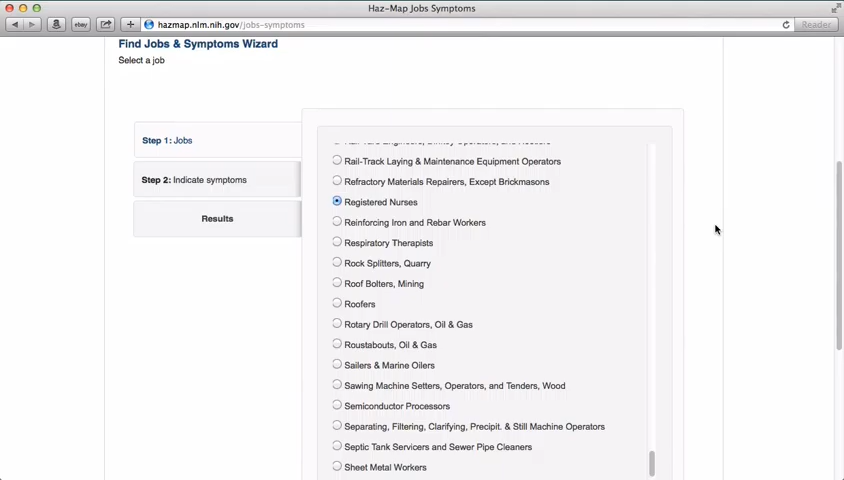 Haz-Map Jobs Symptoms
ebay
hazmap.nlm.nih.gov/jobs-symptoms
Reader
Find Jobs & Symptoms Wizard
Select a job
Step 1: Jobs
Step 2: Indicate symptoms
Results
Rail-Track Laying & Maintenance Equipment Operators
Refractory Materials Repairers, Except Brickmasons
Registered Nurses
Reinforcing Iron and Rebar Workers
Respiratory Therapists
Rock Splitters, Quarry
Roof Bolters, Mining
Roofers
Rotary Drill Operators, Oil & Gas
Roustabouts, Oil & Gas
Sailers & Marine Oilers
Sawing Machine Setters, Operators, and Tenders, Wood
Semiconductor Processors
Separating, Filtering, Clarifying, Precipit. & Still Machine Operators
Septic Tank Servicers and Sewer Pipe Cleaners
Sheet Metal Workers